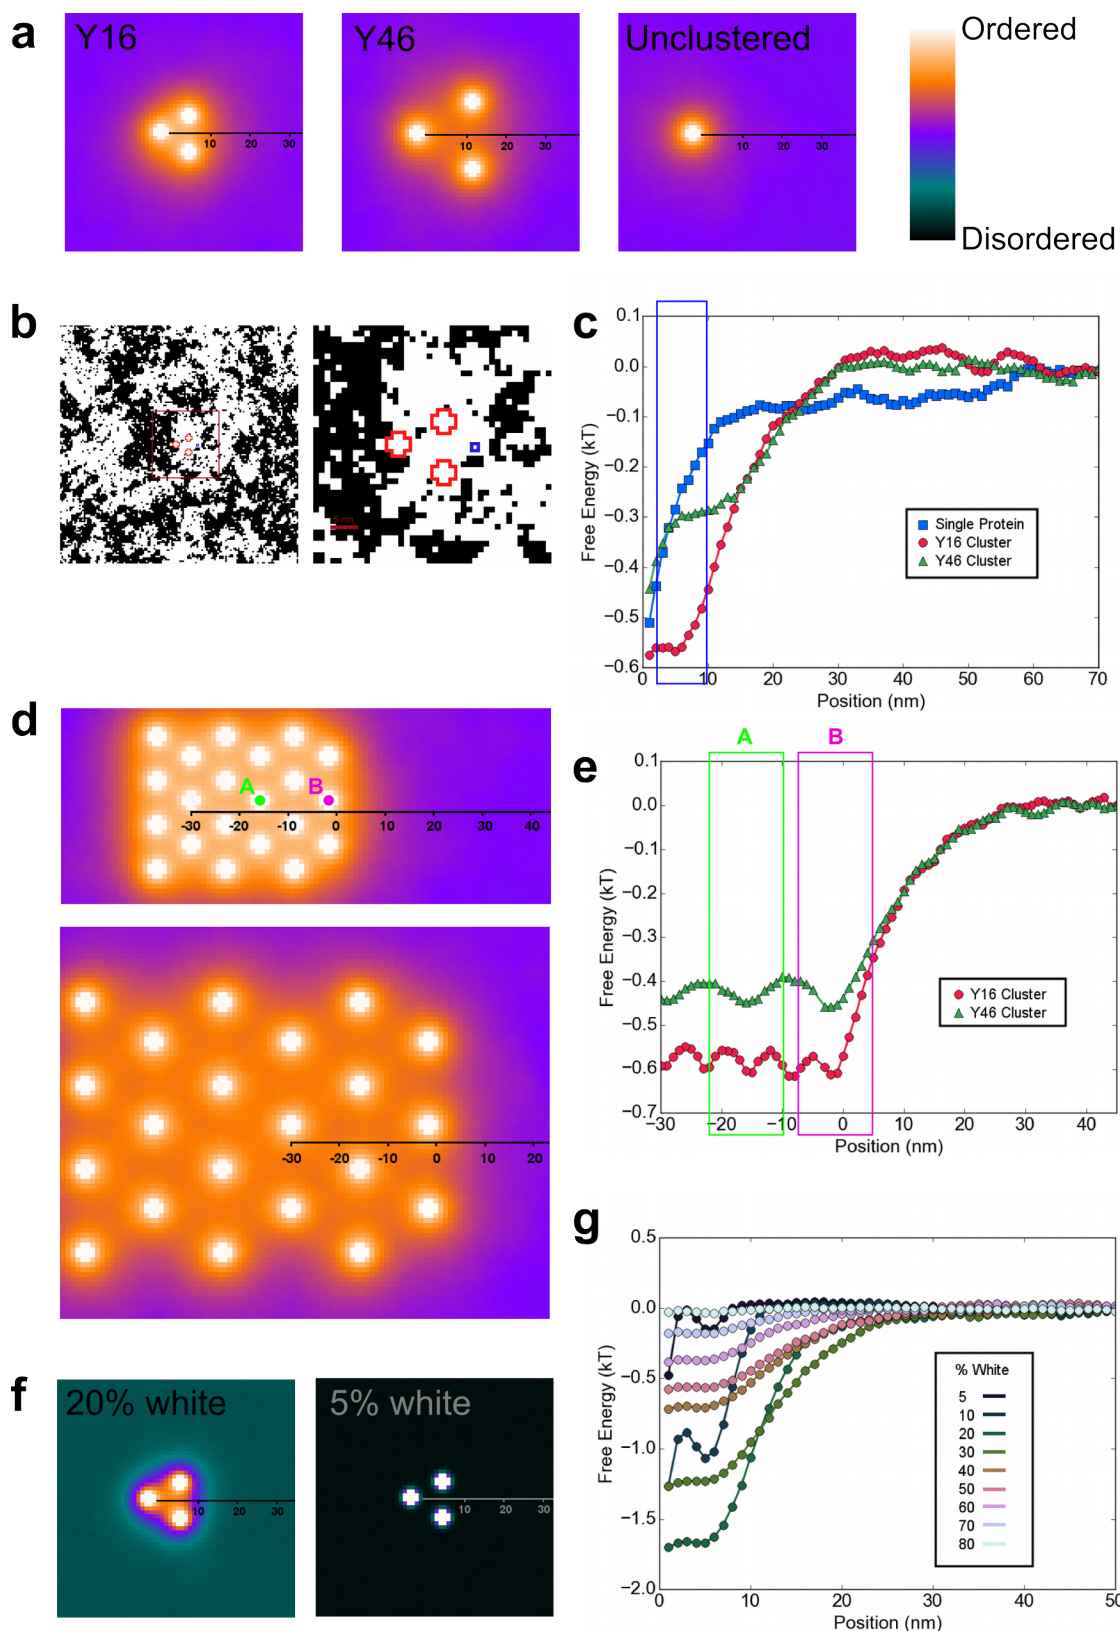 a
Y16
Y46
Unclustered
Ordered
Disordered
10 20 30
10 20 30
10 20 30
b
5 nm
c
0.1
0.0
−0.1
−0.2
−0.3
−0.4
−0.5
−0.6
Free Energy (kT)
Single Protein
Y16 Cluster
Y46 Cluster
0 10 20 30 40 50 60 70
Position (nm)
d
A B
-30 -20 -10 0 10 20 30 40
-30 -20 -10 0 10 20
A B
e
0.1
0.0
−0.1
−0.2
−0.3
−0.4
−0.5
−0.6
−0.7
Free Energy (kT)
Y16 Cluster
Y46 Cluster
−30 −20 −10 0 10 20 30 40
Position (nm)
f
20% white
5% white
10 20 30
10 20 30
g
0.5
0.0
−0.5
−1.0
−1.5
−2.0
Free Energy (kT)
% White
5
10
20
30
40
50
60
70
80
0 10 20 30 40 50
Position (nm)